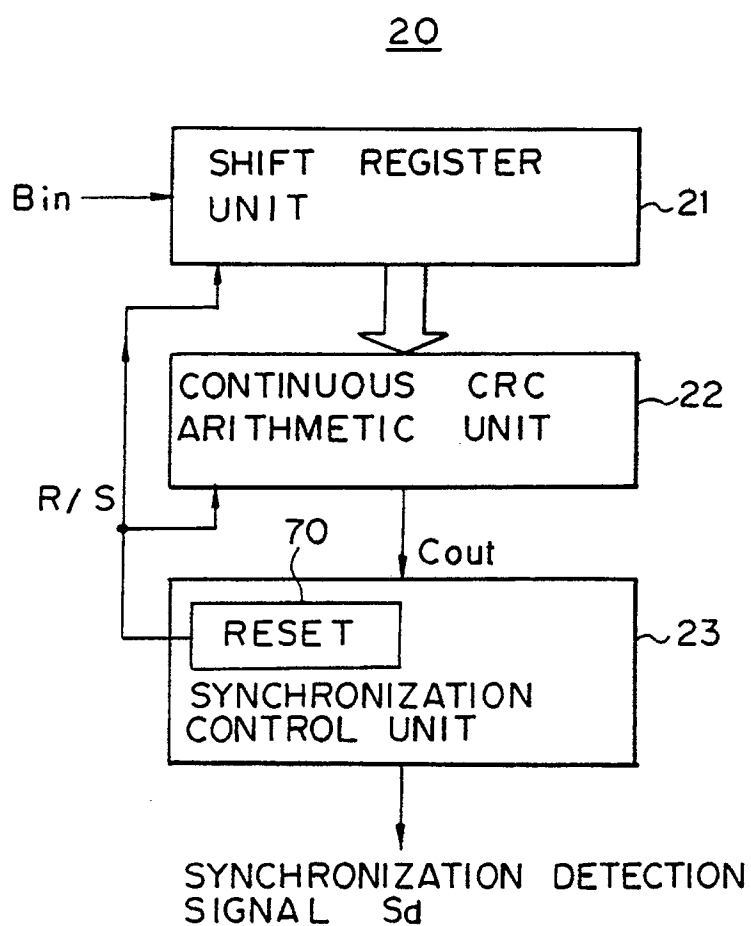 20
SHIFT REGISTER
UNIT
Bin
21
CONTINUOUS CRC
ARITHMETIC UNIT
22
R/S
70
Cout
RESET
23
SYNCHRONIZATION
CONTROL UNIT
SYNCHRONIZATION DETECTION
SIGNAL Sd